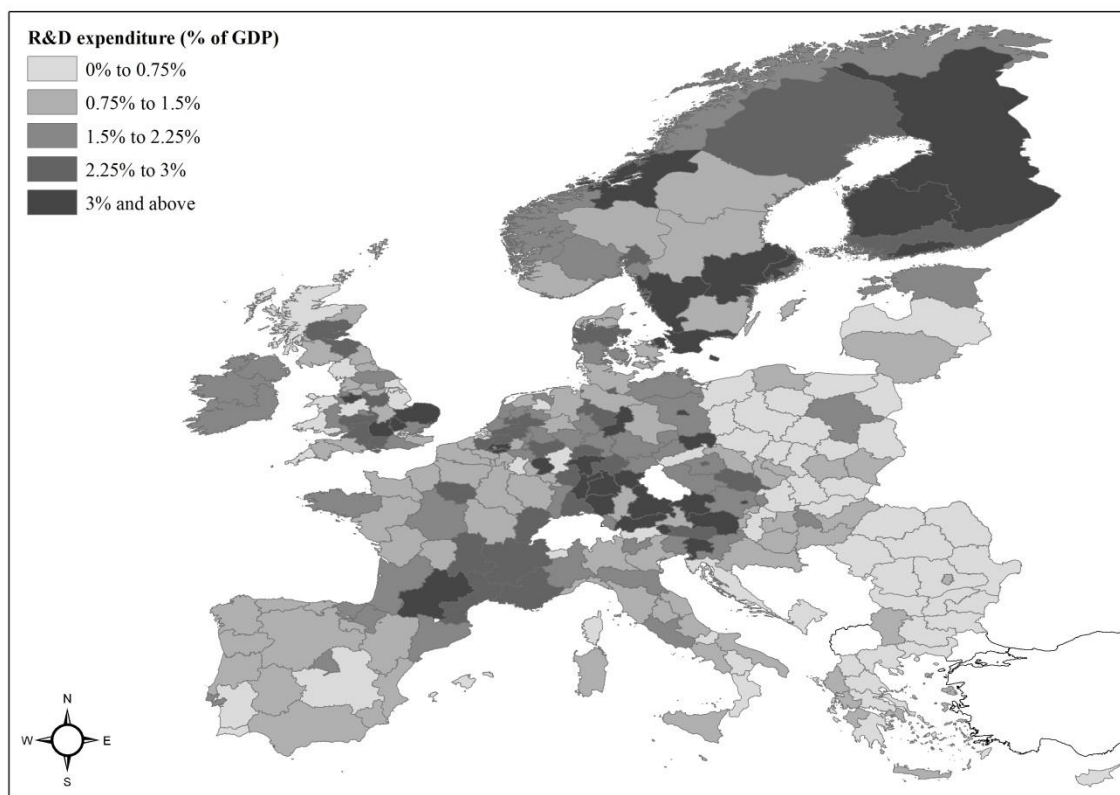 R&D expenditure (% of GDP)
0% to 0.75%
0.75% to 1.5%
1.5% to 2.25%
2.25% to 3%
3% and above
N
W E
S